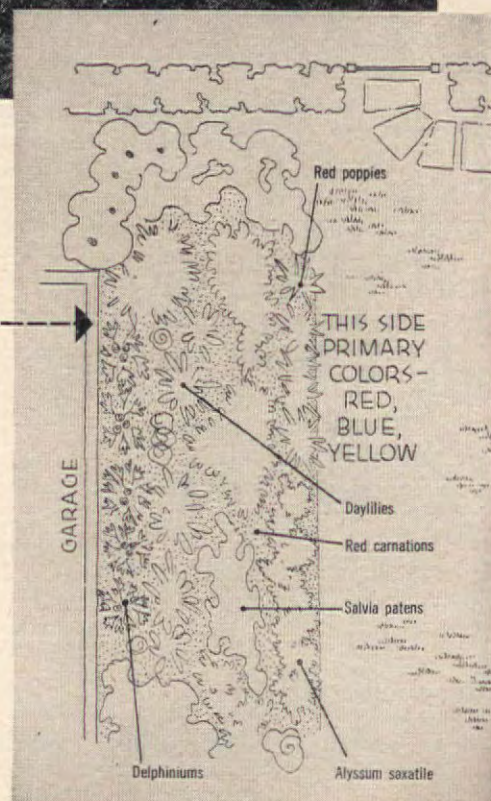 Red poppies
THIS SIDE
PRIMARY
COLORS-
RED,
BLUE,
YELLOW
GARAGE
Daylilies
Red carnations
Salvia patens
Delphiniums
Alyssum saxatile